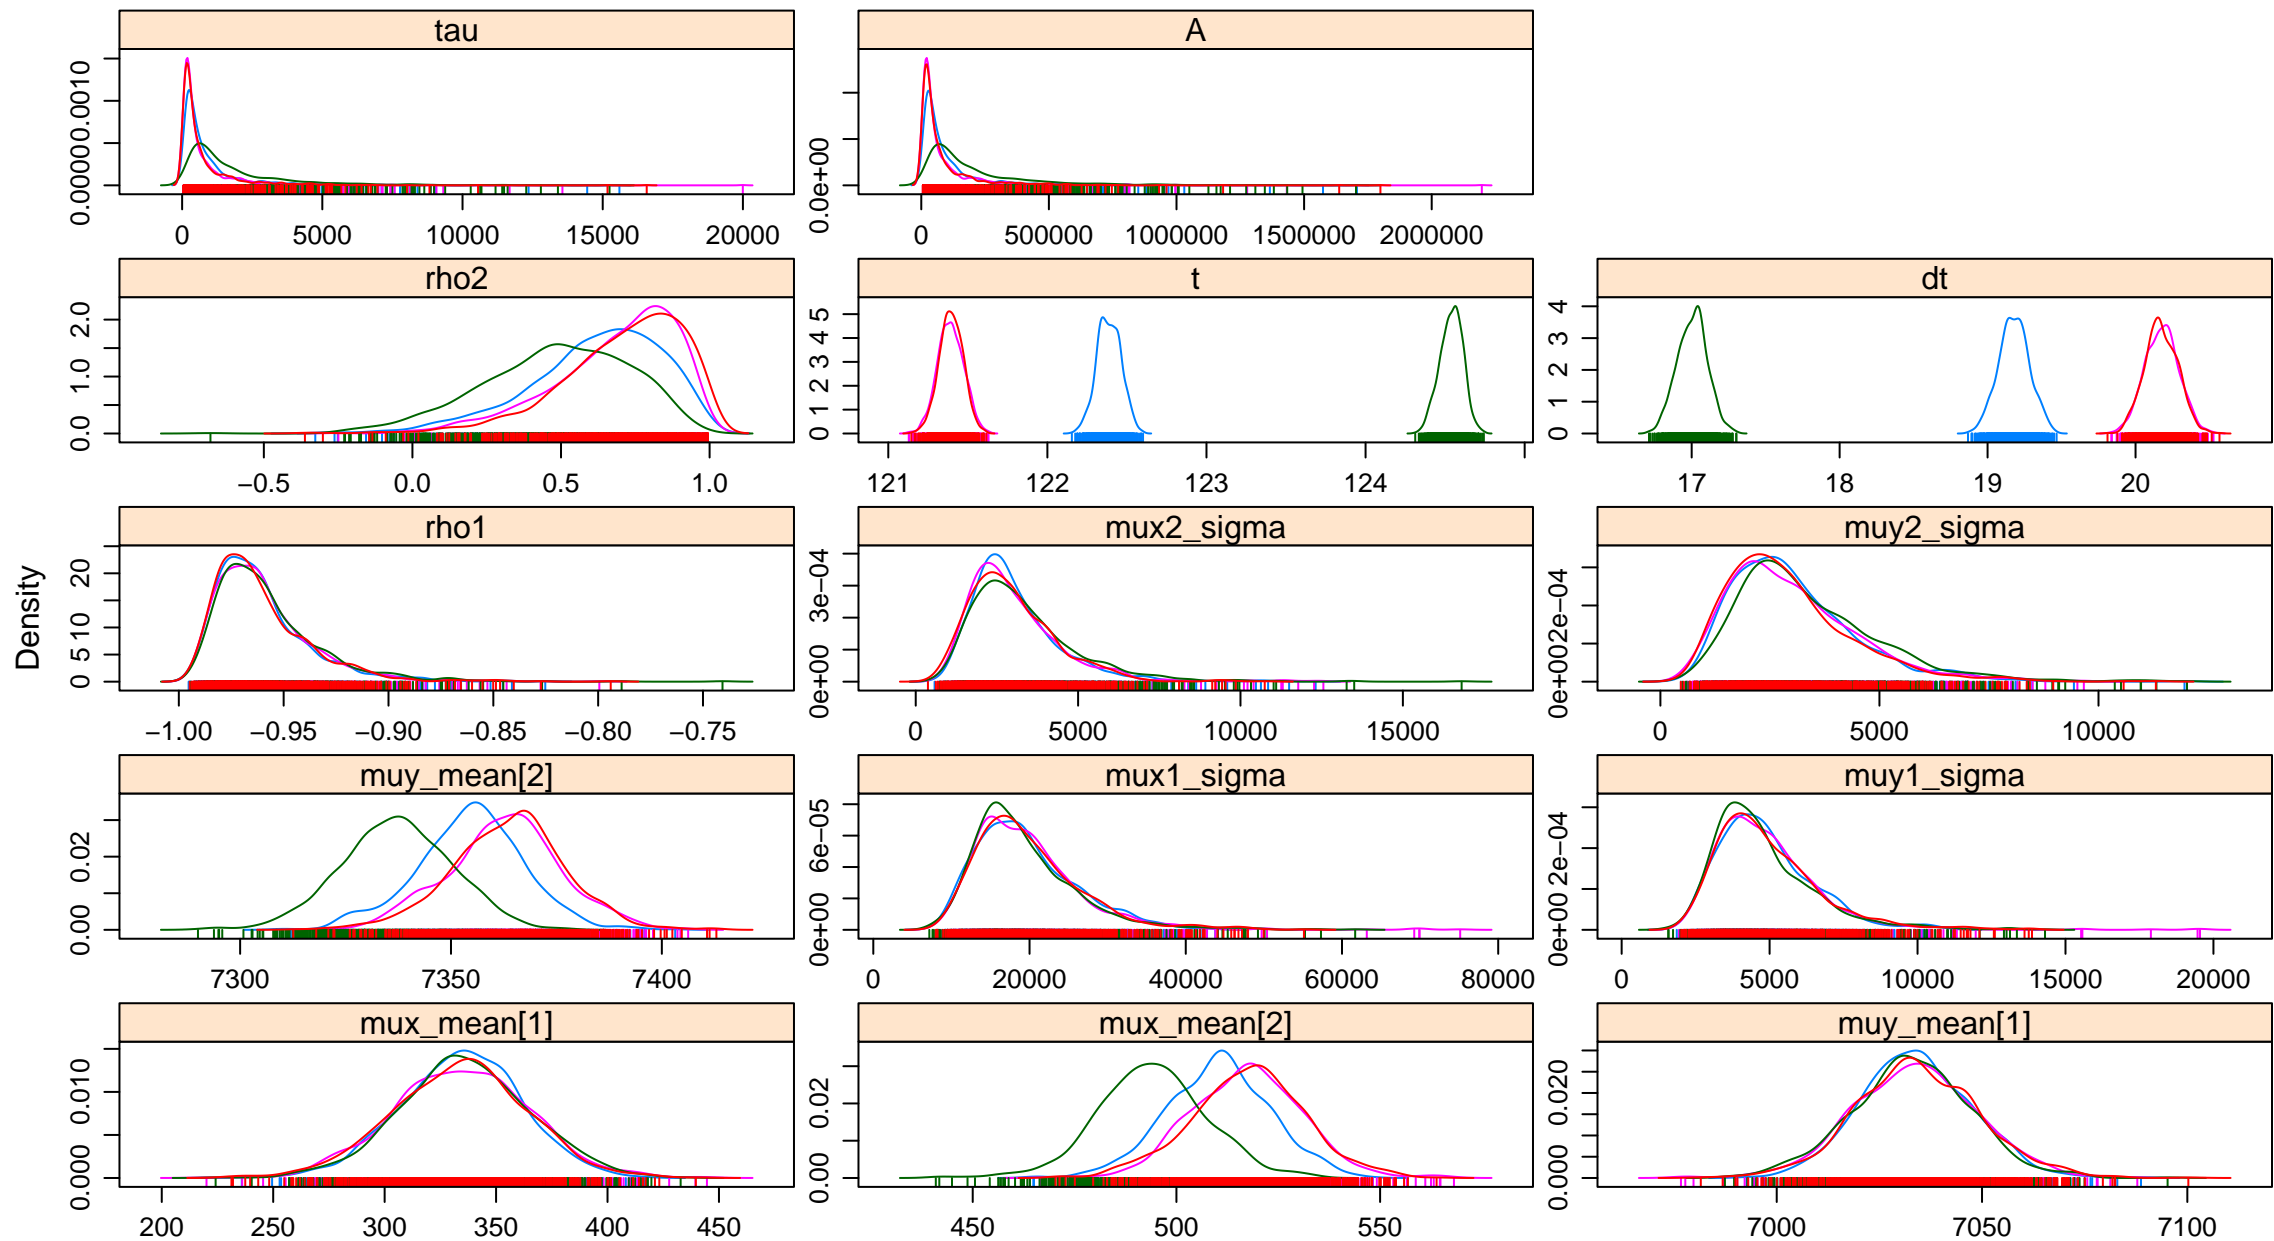 tau
A
0.0000
0.0010
0.0e+00
0 5000 10000 15000 20000
0 500000 1000000 1500000 2000000
rho2
t
dt
0.0 1.0 2.0
0 1 2 3 4 5
0 1 2 3 4
−0.5 0.0 0.5 1.0
121 122 123 124
17 18 19 20
Density
rho1
mux2_sigma
muy2_sigma
0 5 10 20
0e+00 3e−04
0e+00 2e−04
−1.00 −0.95 −0.90 −0.85 −0.80 −0.75
0 5000 10000 15000
0 5000 10000
muy_mean[2]
mux1_sigma
muy1_sigma
0.00 0.02
0e+00 6e−05
0e+00 2e−04
7300 7350 7400
0 20000 40000 60000 80000
0 5000 10000 15000 20000
mux_mean[1]
mux_mean[2]
muy_mean[1]
0.000 0.010
0.00 0.02
0.000 0.020
200 250 300 350 400 450
450 500 550
7000 7050 7100